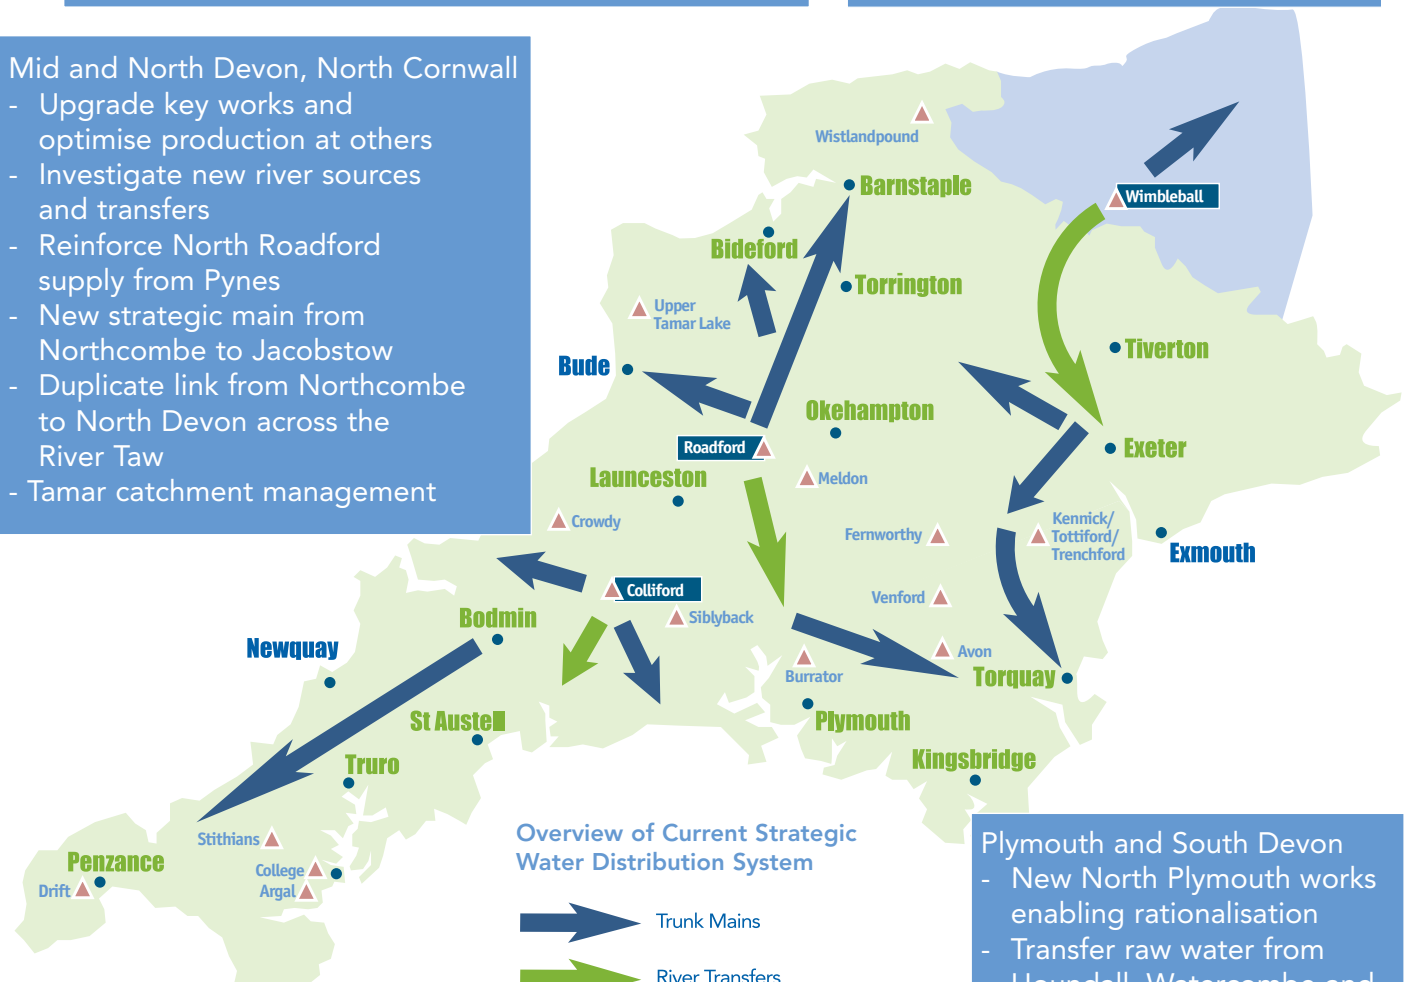 Mid and North Devon, North Cornwall
- Upgrade key works and
optimise production at others
- Investigate new river sources
and transfers
- Reinforce North Roadford
supply from Pynes
- New strategic main from
Northcombe to Jacobstow
- Duplicate link from Northcombe
to North Devon across the
River Taw
- Tamar catchment management
Wistlandpound
Barnstaple
Wimbleball
Bideford
Torrington
Upper
Tamar Lake
Tiverton
Bude
Okehampton
Roadford
Exeter
Launceston
Meldon
Crowdy
Fernworthy
Kennick/
Tottiford/
Trenchford
Exmouth
Colliford
Venford
Siblyback
Bodmin
Newquay
Avon
Burrator
Torquay
St Austell
Plymouth
Truro
Kingsbridge
Stithians
Penzance
College
Drift
Argal
Overview of Current Strategic
Water Distribution System
Trunk Mains
River Transfers
Plymouth and South Devon
- New North Plymouth works
enabling rationalisation
- Transfer raw water from